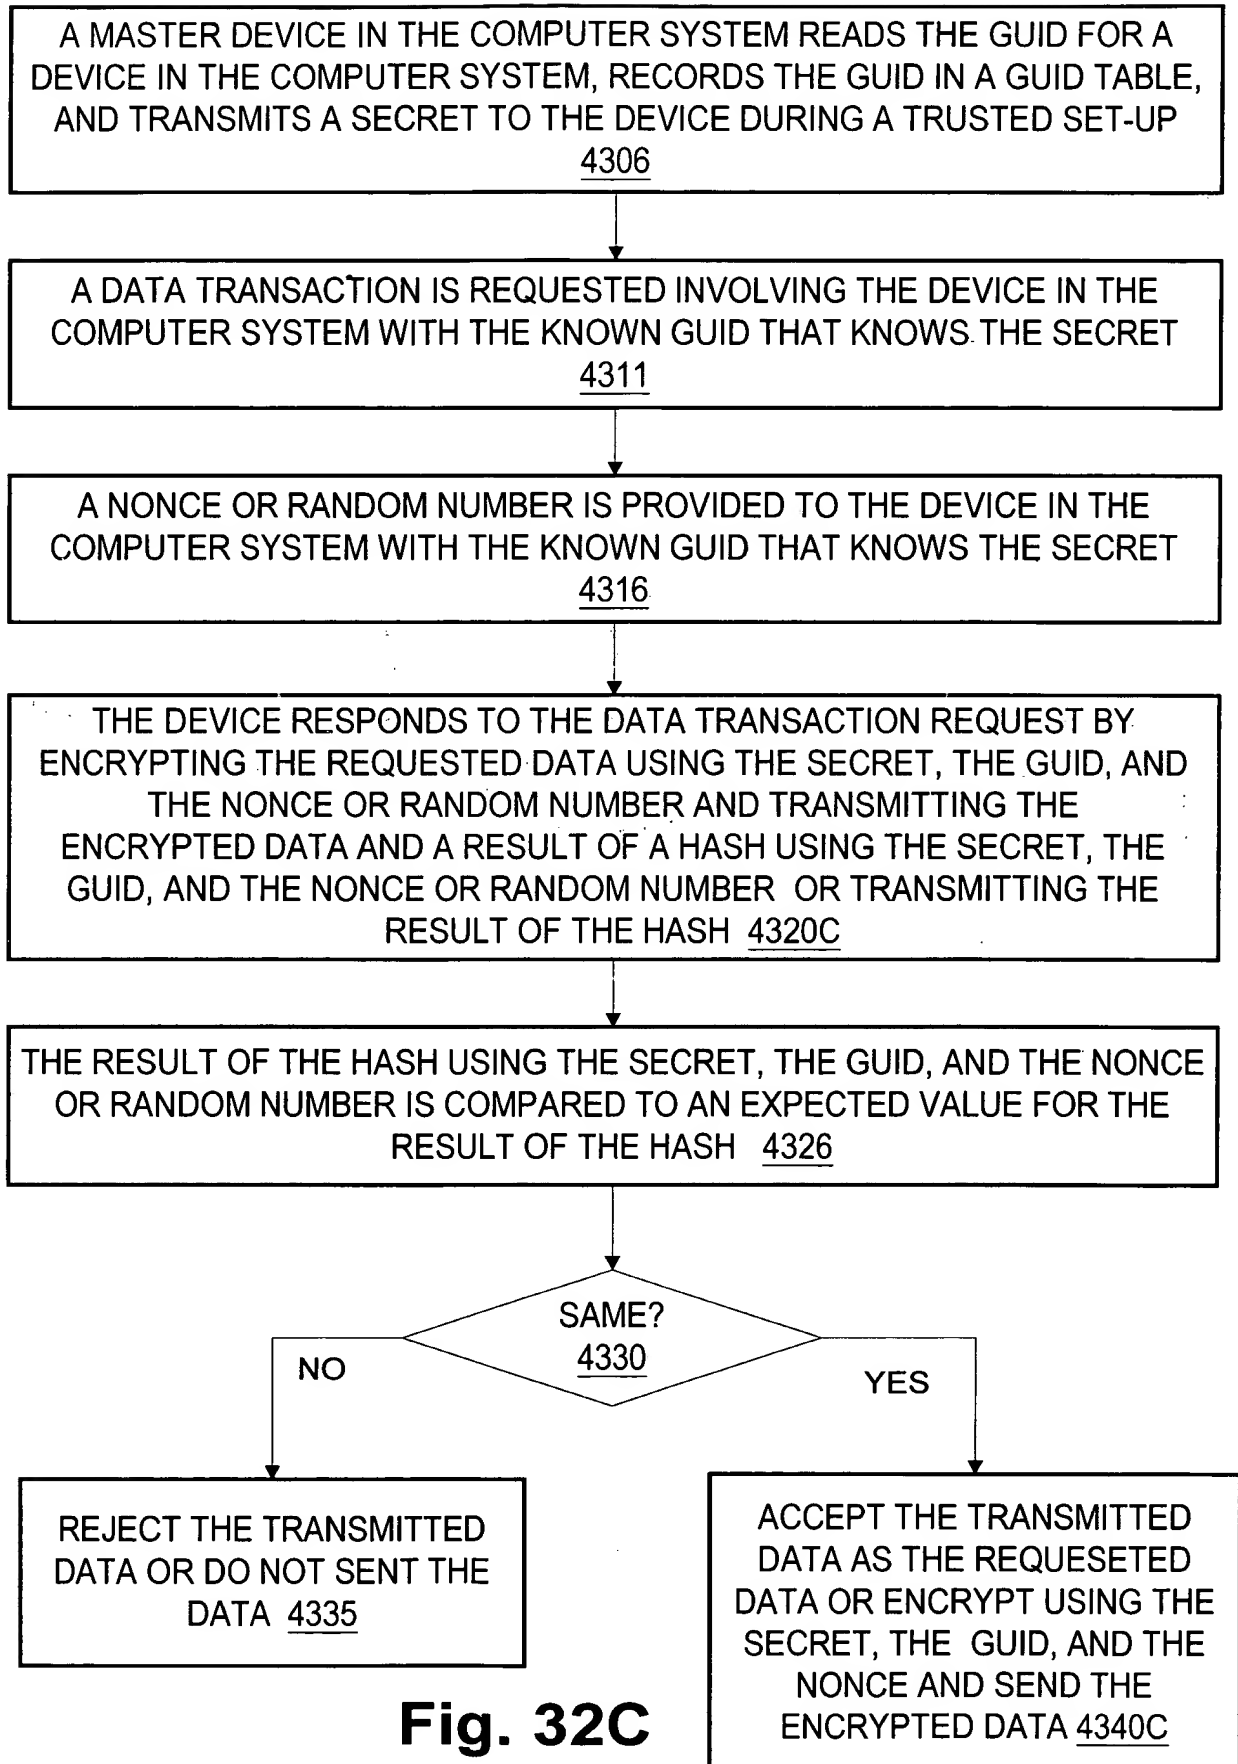 A MASTER DEVICE IN THE COMPUTER SYSTEM READS THE GUID FOR A
DEVICE IN THE COMPUTER SYSTEM, RECORDS THE GUID IN A GUID TABLE,
AND TRANSMITS A SECRET TO THE DEVICE DURING A TRUSTED SET-UP
4306
A DATA TRANSACTION IS REQUESTED INVOLVING THE DEVICE IN THE
COMPUTER SYSTEM WITH THE KNOWN GUID THAT KNOWS THE SECRET
4311
A NONCE OR RANDOM NUMBER IS PROVIDED TO THE DEVICE IN THE
COMPUTER SYSTEM WITH THE KNOWN GUID THAT KNOWS THE SECRET
4316
THE DEVICE RESPONDS TO THE DATA TRANSACTION REQUEST BY
ENCRYPTING THE REQUESTED DATA USING THE SECRET, THE GUID, AND
THE NONCE OR RANDOM NUMBER AND TRANSMITTING THE
ENCRYPTED DATA AND A RESULT OF A HASH USING THE SECRET, THE
GUID, AND THE NONCE OR RANDOM NUMBER OR TRANSMITTING THE
RESULT OF THE HASH 4320C
THE RESULT OF THE HASH USING THE SECRET, THE GUID, AND THE NONCE
OR RANDOM NUMBER IS COMPARED TO AN EXPECTED VALUE FOR THE
RESULT OF THE HASH 4326
SAME?
4330
NO
YES
REJECT THE TRANSMITTED
DATA OR DO NOT SENT THE
DATA 4335
ACCEPT THE TRANSMITTED
DATA AS THE REQUESETED
DATA OR ENCRYPT USING THE
SECRET, THE GUID, AND THE
NONCE AND SEND THE
ENCRYPTED DATA 4340C
Fig. 32C